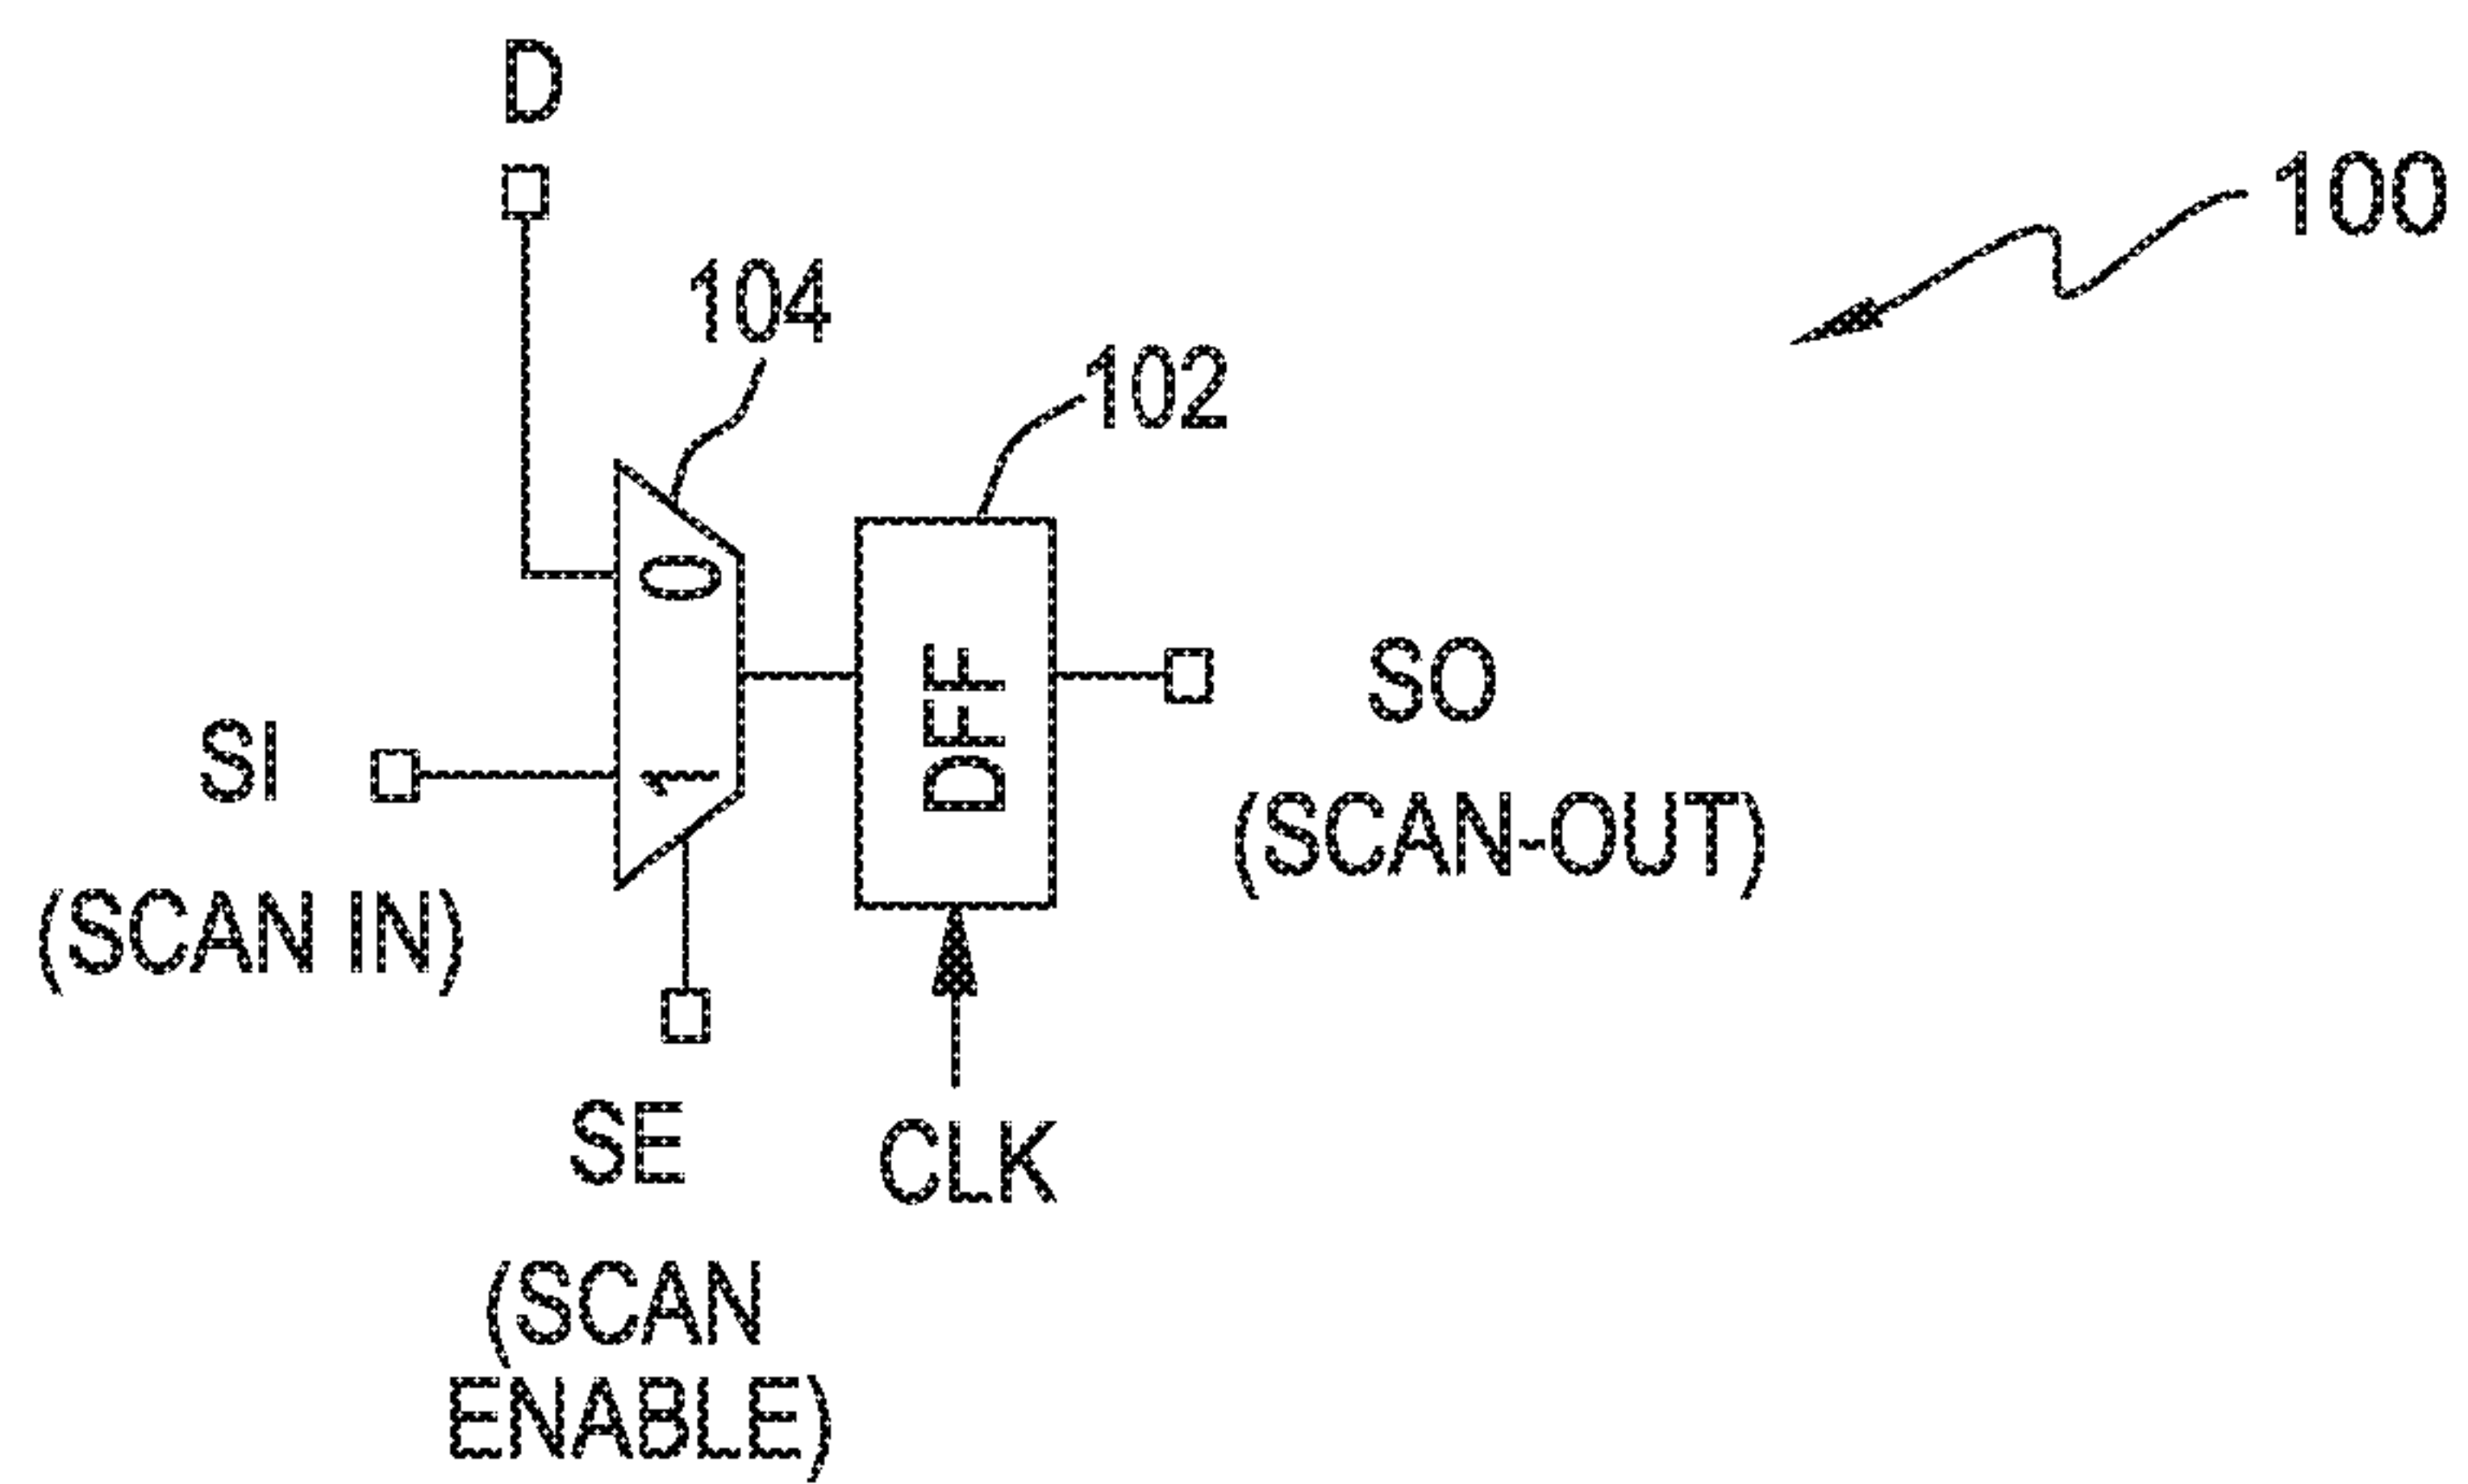 D
100
104
102
0
DFF
SO
(SCAN-OUT)
SI
(SCAN IN)
1
SE
(SCAN
ENABLE)
CLK